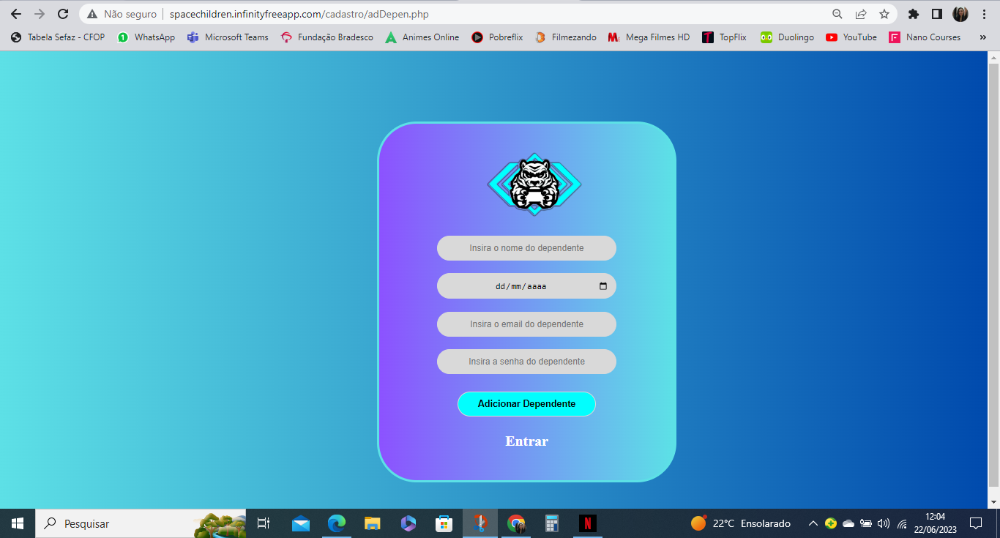 Não seguro spacechildren.infinityfreeapp.com/cadastro/adDepen.php
Tabela Sefaz - CFOP WhatsApp Microsoft Teams Fundação Bradesco Animes Online Pobreflix Filmezando Mega Filmes HD TopFlix Duolingo YouTube Nano Courses »
Insira o nome do dependente
dd/mm/aaaa
Insira o email do dependente
Insira a senha do dependente
Adicionar Dependente
Entrar
Pesquisar 22°C Ensolarado
12:04
22/06/2023